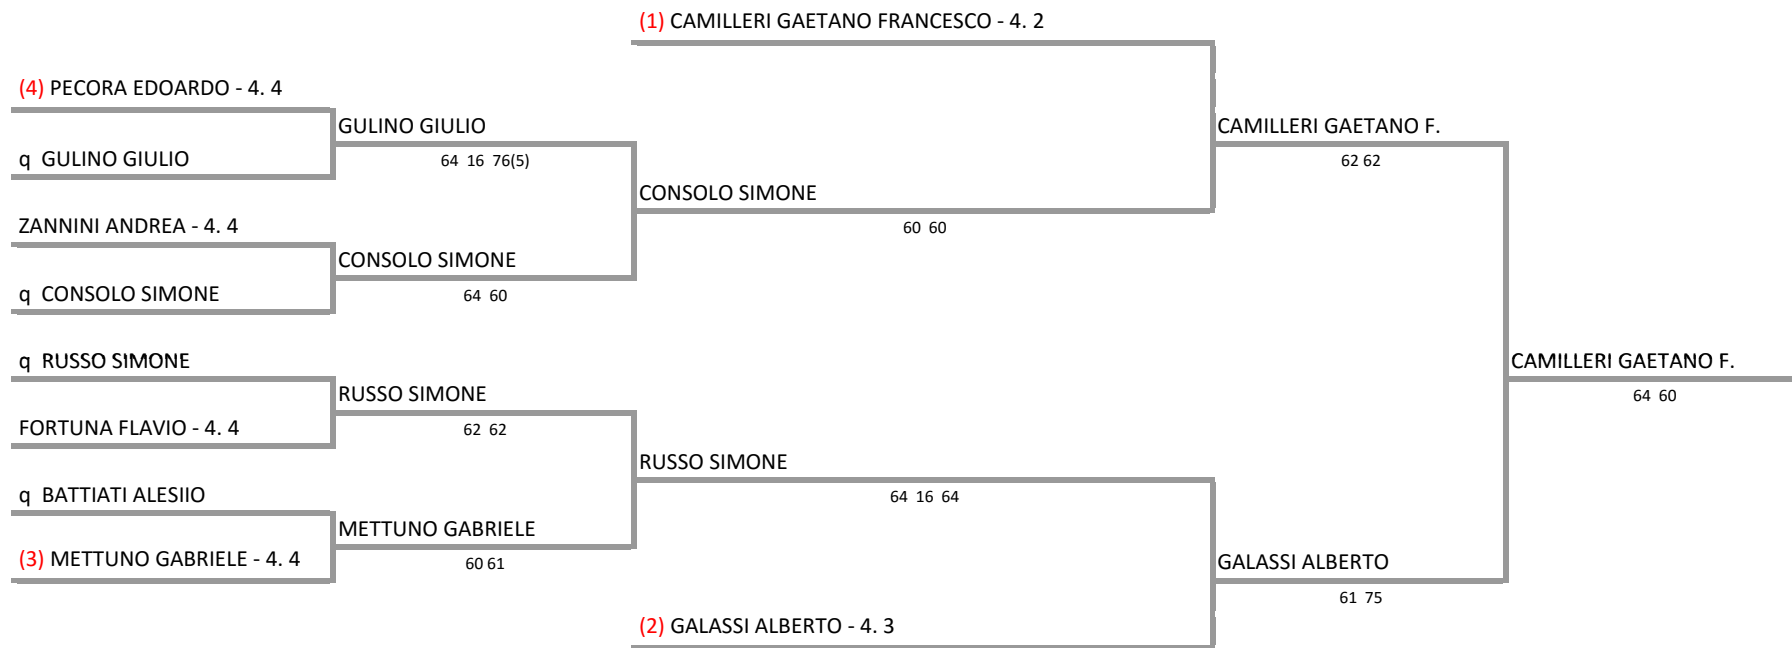 (1) CAMILLERI GAETANO FRANCESCO - 4. 2
(4) PECORA EDOARDO - 4. 4
GULINO GIULIO
CAMILLERI GAETANO F.
q GULINO GIULIO
64 16 76(5)
62 62
CONSOLO SIMONE
ZANNINI ANDREA - 4. 4
60 60
CONSOLO SIMONE
q CONSOLO SIMONE
64 60
q RUSSO SIMONE
CAMILLERI GAETANO F.
RUSSO SIMONE
64 60
FORTUNA FLAVIO - 4. 4
62 62
RUSSO SIMONE
q BATTIATI ALESIIO
64 16 64
METTUNO GABRIELE
(3) METTUNO GABRIELE - 4. 4
60 61
GALASSI ALBERTO
61 75
(2) GALASSI ALBERTO - 4. 3